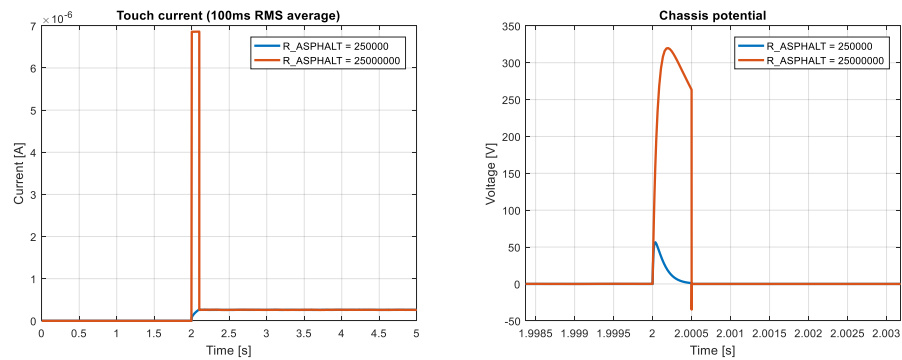 Touch current (100ms RMS average)
7 ×10^-6
R_ASPHALT = 250000
R_ASPHALT = 25000000
6
5
4
3
2
1
0
Current [A]
0 0.5 1 1.5 2 2.5 3 3.5 4 4.5 5
Time [s]
Chassis potential
350
R_ASPHALT = 250000
R_ASPHALT = 25000000
300
250
200
150
100
50
0
-50
Voltage [V]
1.9985 1.999 1.9995 2 2.0005 2.001 2.0015 2.002 2.0025 2.003
Time [s]